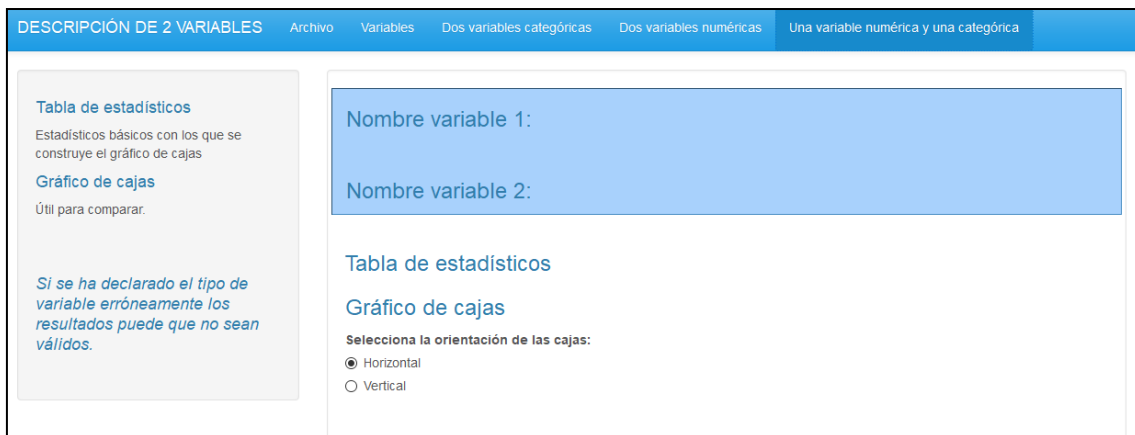 DESCRIPCIÓN DE 2 VARIABLES Archivo Variables Dos variables categóricas Dos variables numéricas Una variable numérica y una categórica
Tabla de estadísticos
Estadísticos básicos con los que se
construye el gráfico de cajas
Gráfico de cajas
Útil para comparar.
Si se ha declarado el tipo de
variable erróneamente los
resultados puede que no sean
válidos.
Nombre variable 1:
Nombre variable 2:
Tabla de estadísticos
Gráfico de cajas
Selecciona la orientación de las cajas:
Horizontal
Vertical